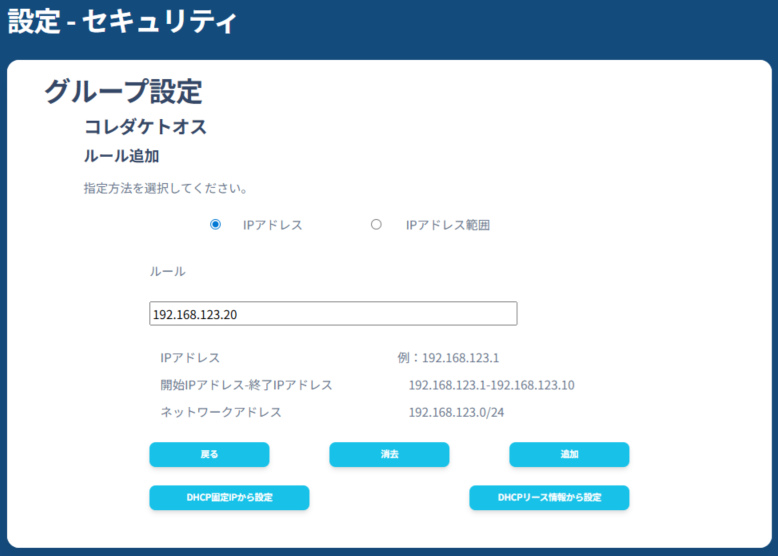 設定 - セキュリティ
グループ設定
コレダケトオス
ルール追加
指定方法を選択してください。
IPアドレス IPアドレス範囲
ルール
192.168.123.20
IPアドレス 例：192.168.123.1
開始IPアドレス-終了IPアドレス 192.168.123.1-192.168.123.10
ネットワークアドレス 192.168.123.0/24
戻る 消去 追加
DHCP固定IPから設定 DHCPリース情報から設定